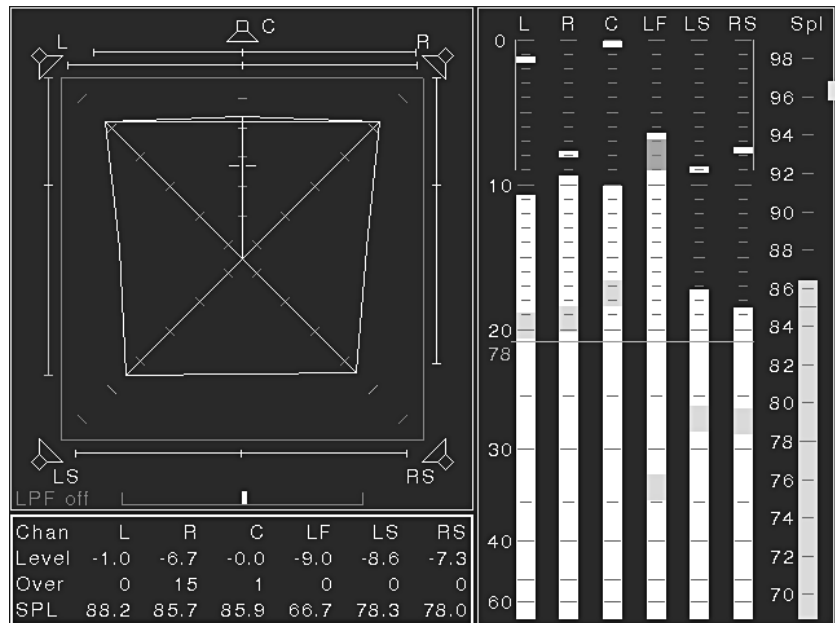 C
L R
LS RS
LPF off
Chan L R C LF LS RS
Level -1.0 -6.7 -0.0 -9.0 -8.6 -7.3
Over 0 15 1 0 0 0
SPL 88.2 85.7 85.9 66.7 78.3 78.0
L R C LF LS RS Spl
0
10
20
78
30
40
60
98
96
94
92
90
88
86
84
82
80
78
76
74
72
70